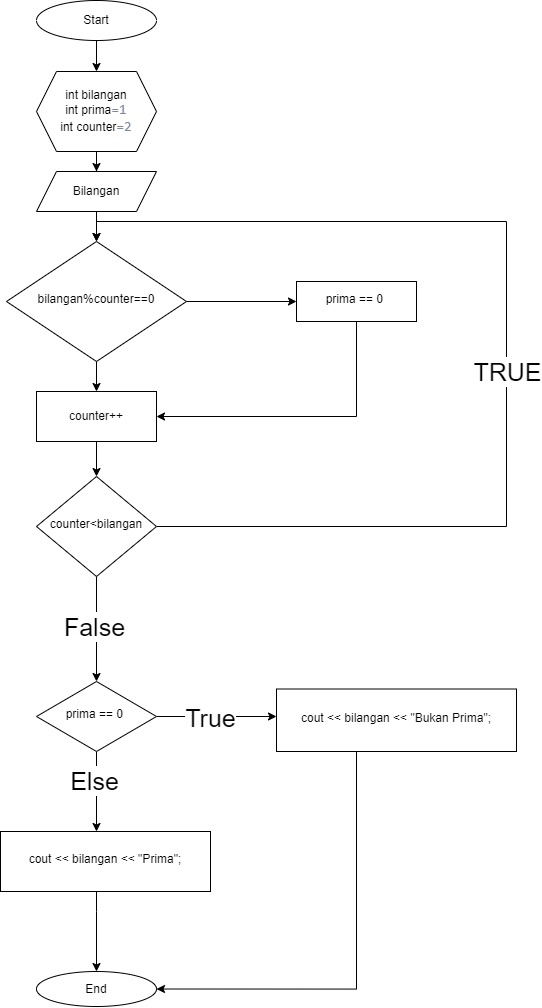 Start
int bilangan
int prima=1
int counter=2
Bilangan
bilangan%counter==0
prima == 0
TRUE
counter++
counter<bilangan
False
prima == 0
True
cout << bilangan << "Bukan Prima";
Else
cout << bilangan << "Prima";
End